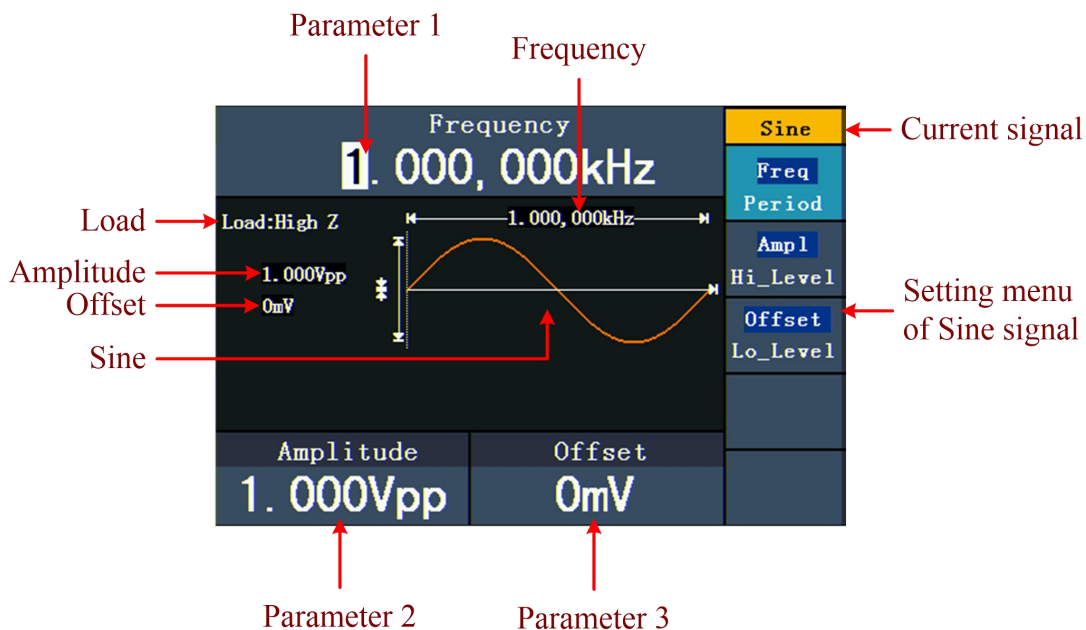 Parameter 1
Frequency
Frequency
1.000,000kHz
Sine
Current signal
Freq
Period
Load
Load:High Z
1.000,000kHz
Amplitude
1.000Vpp
Ampl
Hi_Level
Offset
0mV
Offset
Lo_Level
Setting menu
of Sine signal
Sine
Amplitude
1.000Vpp
Offset
0mV
Parameter 2
Parameter 3